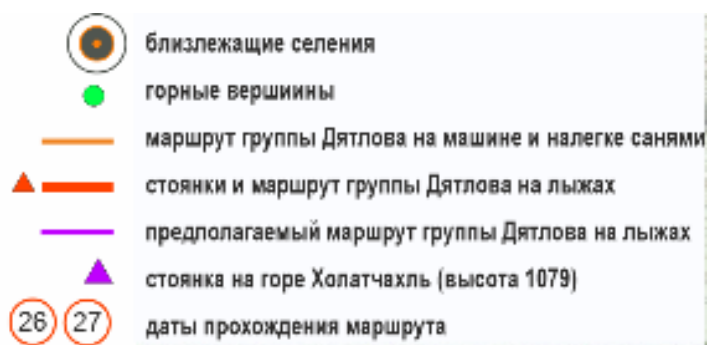 близлежащие селения
горные вершиины
маршрут группы Дятлова на машине и налегке санями
стоянки и маршрут группы Дятлова на лыжах
предполагаемый маршрут группы Дятлова на лыжах
стоянка на горе Холатчахль (высота 1079)
26 27 даты прохождения маршрута